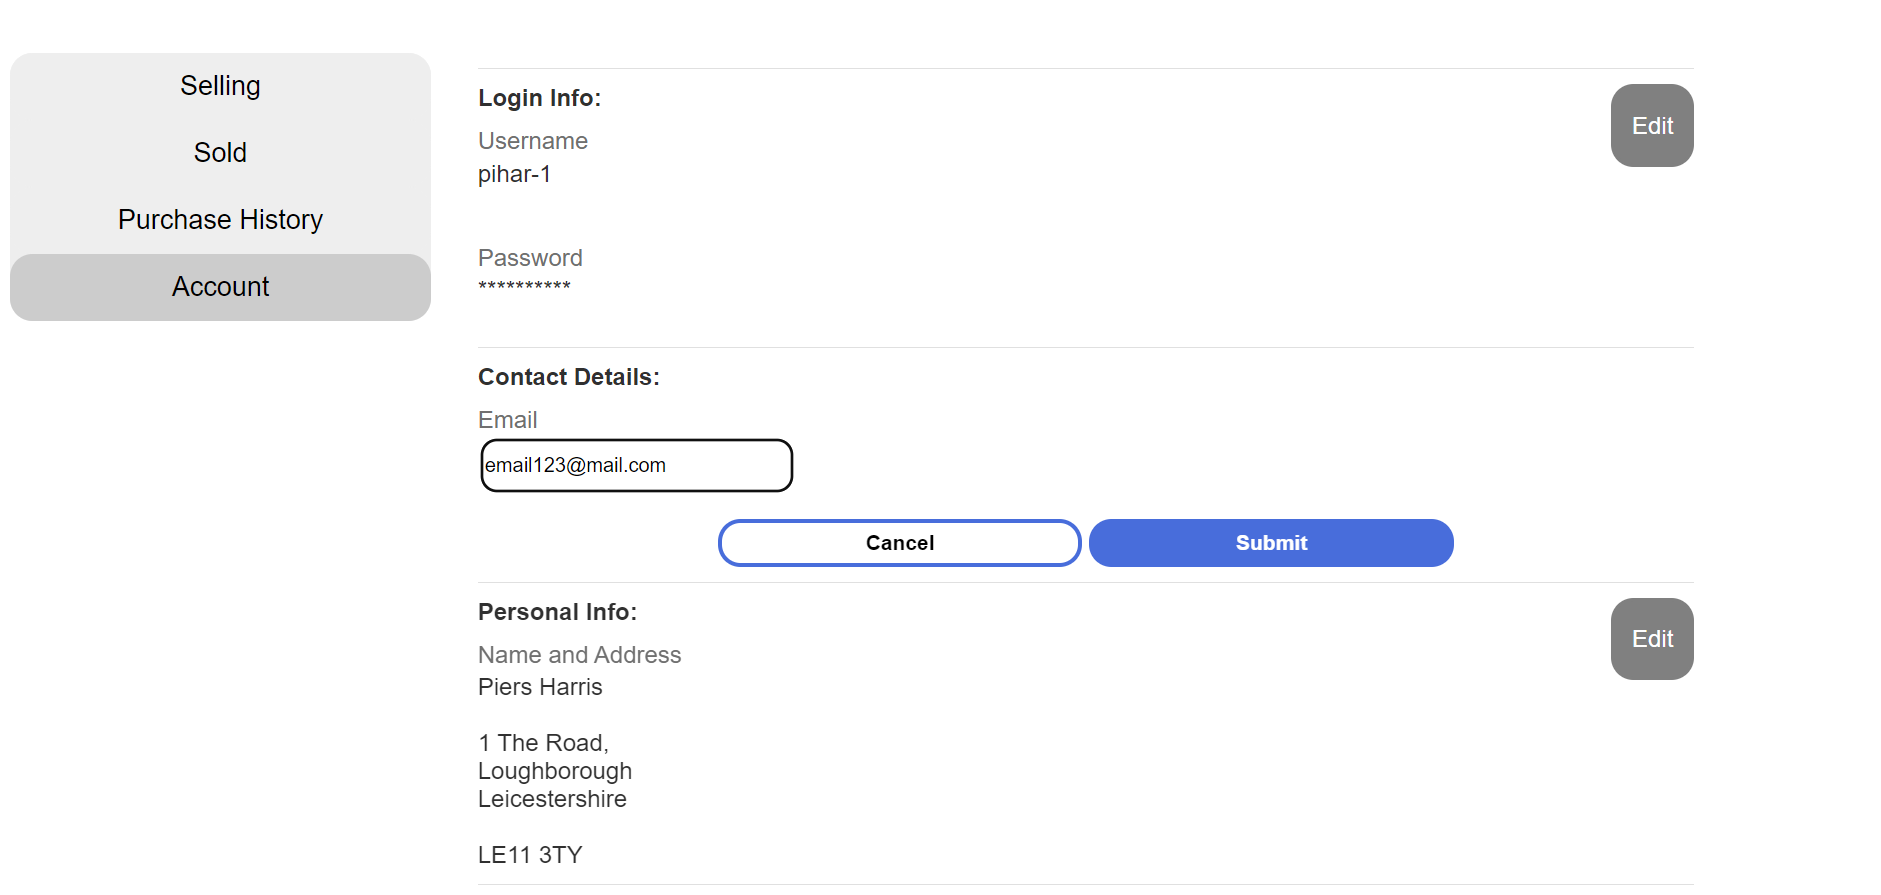 Selling
Sold
Purchase History
Account
Login Info:
Edit
Username
pihar-1
Password
**********
Contact Details:
Email
email123@mail.com
Cancel
Submit
Personal Info:
Edit
Name and Address
Piers Harris
1 The Road,
Loughborough
Leicestershire
LE11 3TY